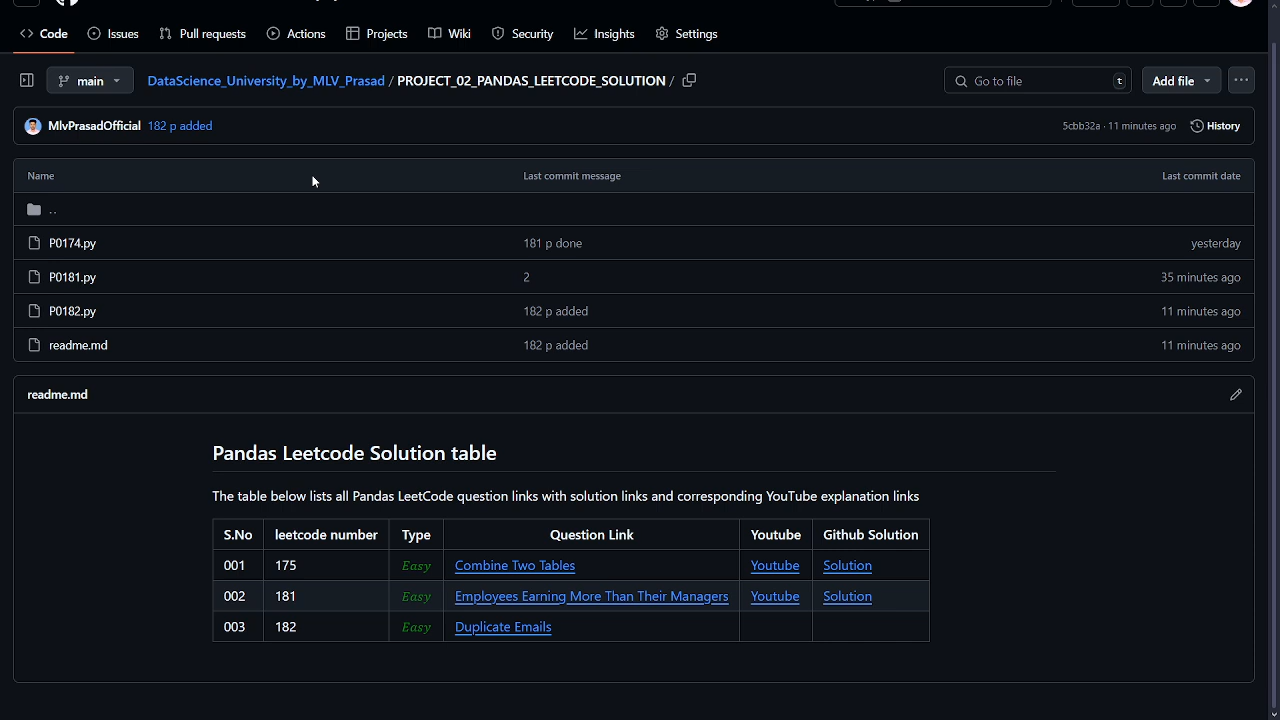 Code Issues Pull requests Actions Projects Wiki Security Insights Settings
main DataScience_University_by_MLV_Prasad / PROJECT_02_PANDAS_LEETCODE_SOLUTION / Go to file t Add file
MlvPrasadOfficial 182 p added 5cbb32a · 11 minutes ago History
Name Last commit message Last commit date
..
P0174.py 181 p done yesterday
P0181.py 2 35 minutes ago
P0182.py 182 p added 11 minutes ago
readme.md 182 p added 11 minutes ago
readme.md
Pandas Leetcode Solution table
The table below lists all Pandas LeetCode question links with solution links and corresponding YouTube explanation links
S.No leetcode number Type Question Link Youtube Github Solution
001 175 Easy Combine Two Tables Youtube Solution
002 181 Easy Employees Earning More Than Their Managers Youtube Solution
003 182 Easy Duplicate Emails